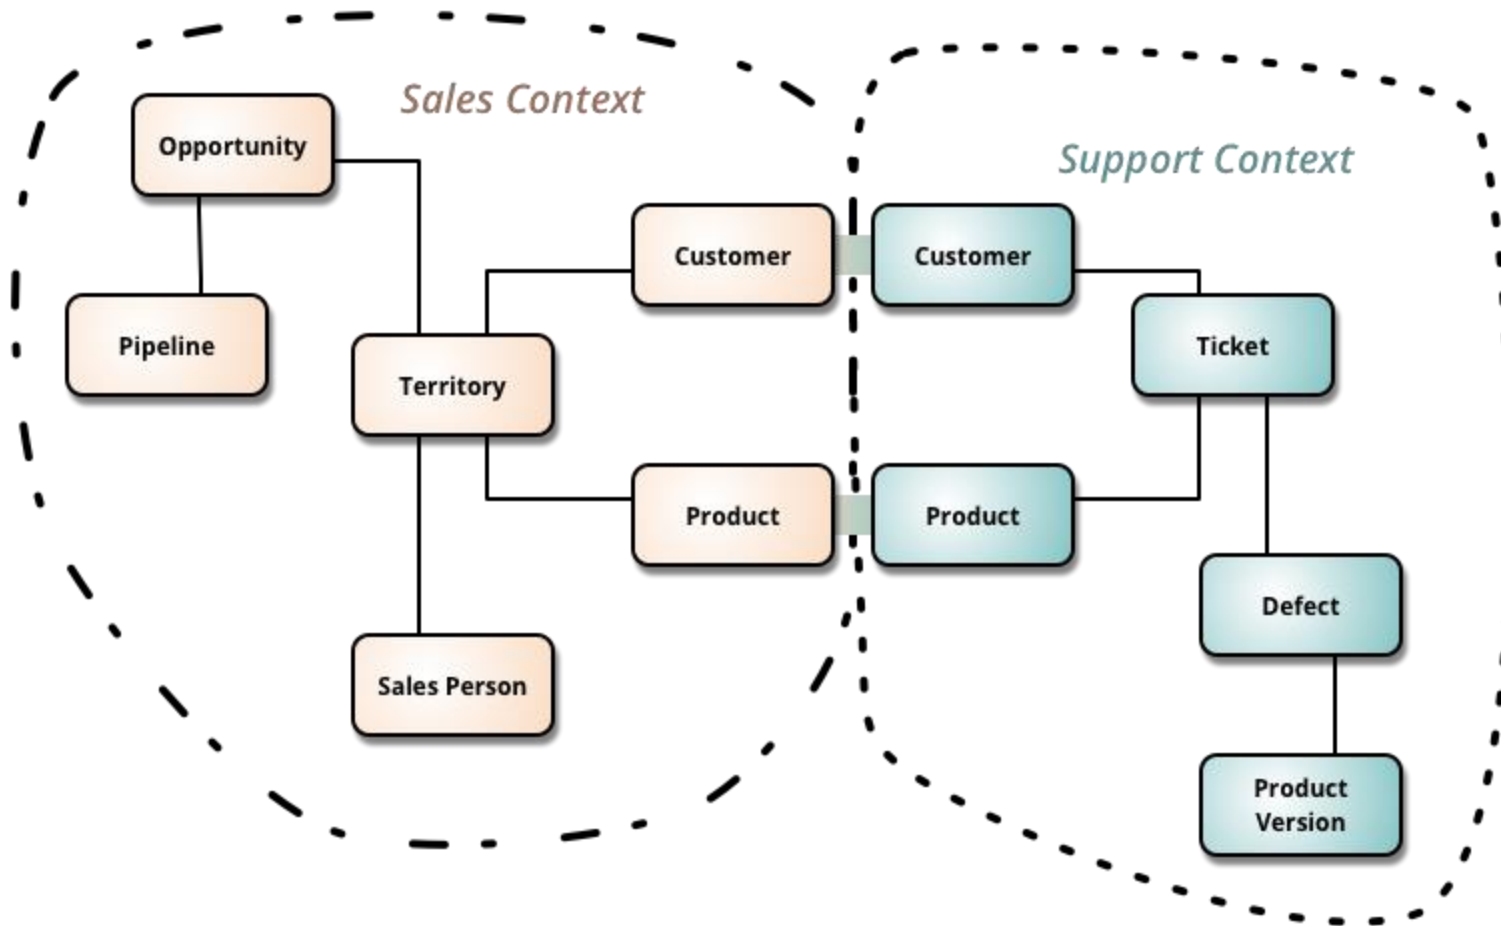 Sales Context
Opportunity
Support Context
Customer
Customer
Pipeline
Ticket
Territory
Product
Product
Defect
Sales Person
Product
Version